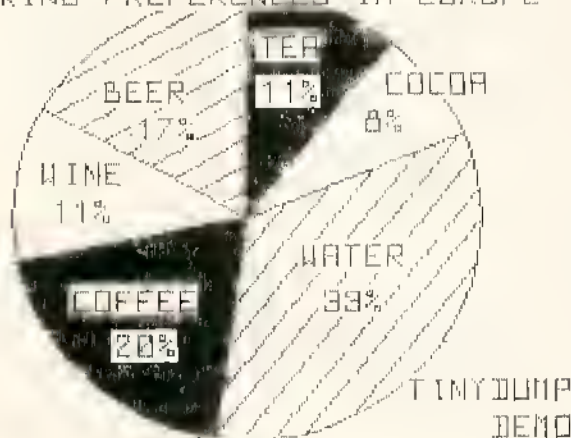 PREFERENCES IN EUROPE
TEA
11%
COCOA
8%
BEER
17%
WINE
11%
WATER
33%
COFFEE
20%
TINYDUMP
DEMO